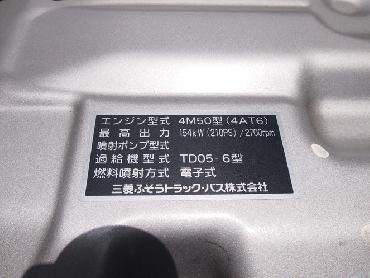 エンジン型式 4M50型(4AT6)
最高出力 154kW(210PS)/2700rpm
噴射ポンプ型式
過給機型式 TD05-6型
燃料噴射方式 電子式
三菱ふそうトラック・バス株式会社